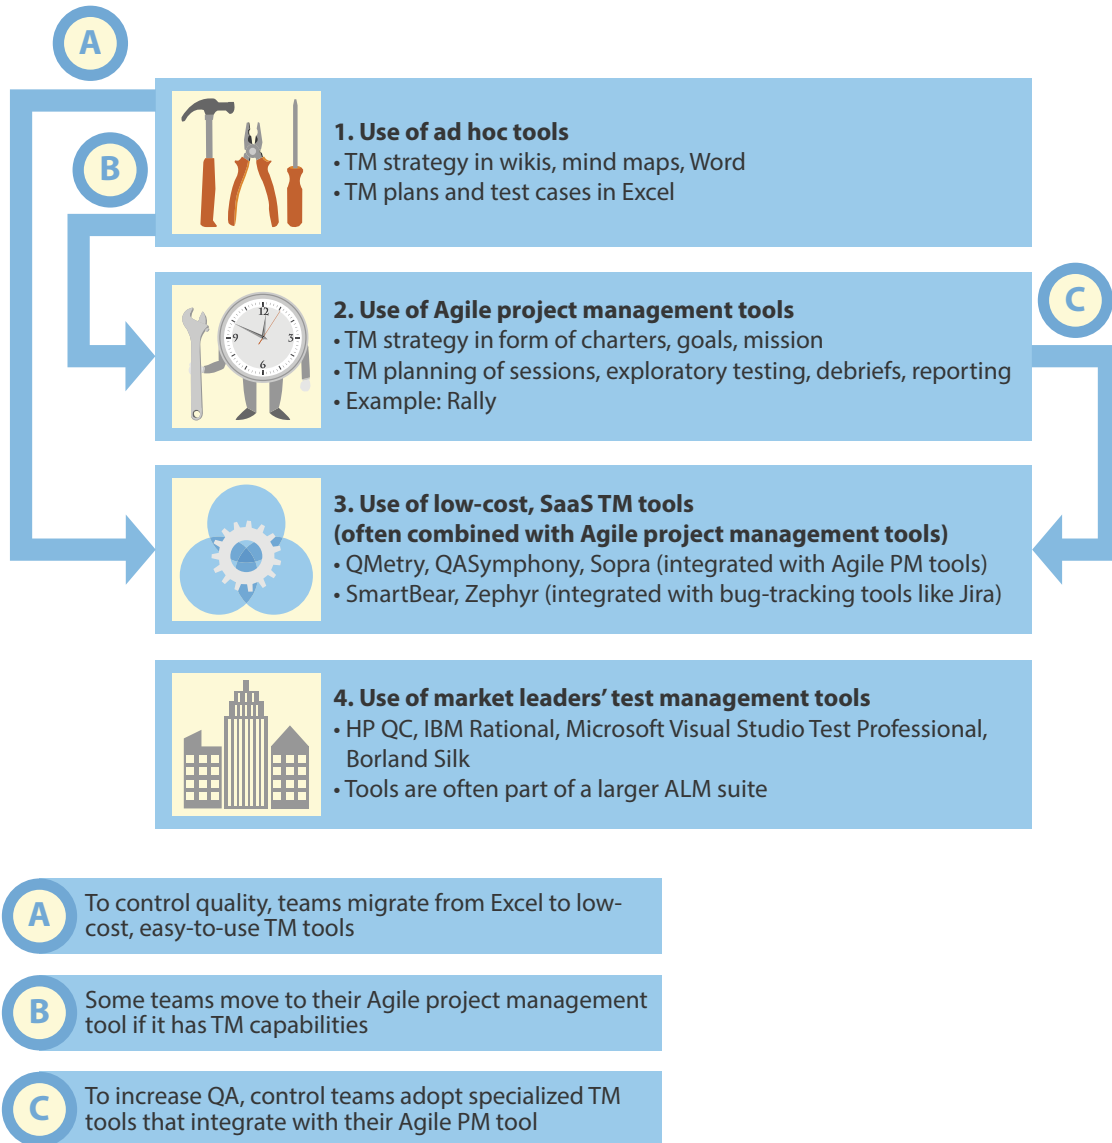 A
B
1. Use of ad hoc tools
• TM strategy in wikis, mind maps, Word
• TM plans and test cases in Excel
C
12
9
3
6
2. Use of Agile project management tools
• TM strategy in form of charters, goals, mission
• TM planning of sessions, exploratory testing, debriefs, reporting
• Example: Rally
3. Use of low-cost, SaaS TM tools
(often combined with Agile project management tools)
• QMetry, QASymphony, Sopra (integrated with Agile PM tools)
• SmartBear, Zephyr (integrated with bug-tracking tools like Jira)
4. Use of market leaders’ test management tools
• HP QC, IBM Rational, Microsoft Visual Studio Test Professional,
Borland Silk
• Tools are often part of a larger ALM suite
A
To control quality, teams migrate from Excel to low-
cost, easy-to-use TM tools
B
Some teams move to their Agile project management
tool if it has TM capabilities
C
To increase QA, control teams adopt specialized TM
tools that integrate with their Agile PM tool